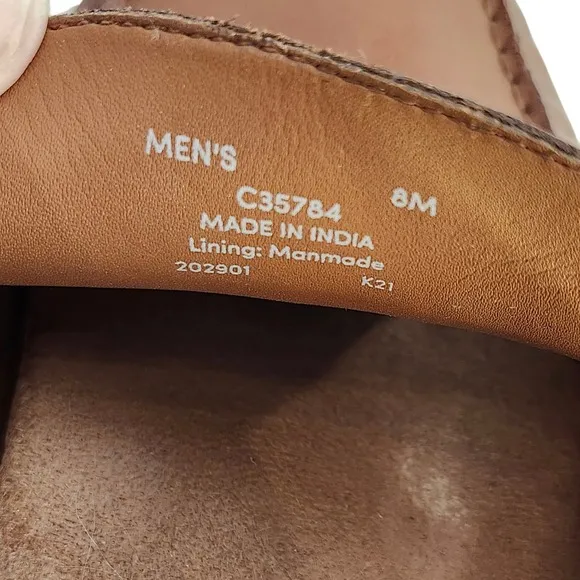 MEN'S
C35784 8M
MADE IN INDIA
Lining: Manmade
202901 K21